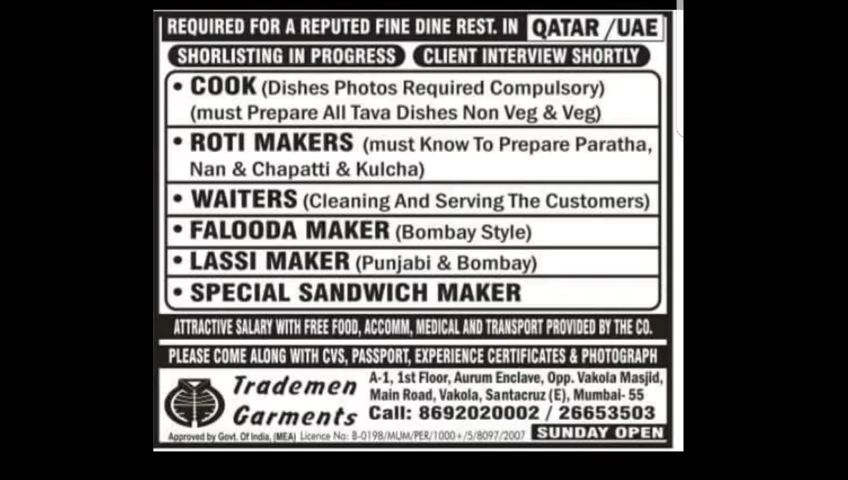 REQUIRED FOR A REPUTED FINE DINE REST. IN QATAR /UAE
SHORLISTING IN PROGRESS CLIENT INTERVIEW SHORTLY
• COOK (Dishes Photos Required Compulsory)
(must Prepare All Tava Dishes Non Veg & Veg)
• ROTI MAKERS (must Know To Prepare Paratha,
Nan & Chapatti & Kulcha)
• WAITERS (Cleaning And Serving The Customers)
• FALOODA MAKER (Bombay Style)
• LASSI MAKER (Punjabi & Bombay)
• SPECIAL SANDWICH MAKER
ATTRACTIVE SALARY WITH FREE FOOD, ACCOMM, MEDICAL AND TRANSPORT PROVIDED BY THE CO.
PLEASE COME ALONG WITH CVS, PASSPORT, EXPERIENCE CERTIFICATES & PHOTOGRAPH
Trademen
Garments
A-1, 1st Floor, Aurum Enclave, Opp. Vakola Masjid,
Main Road, Vakola, Santacruz (E), Mumbai- 55
Call: 8692020002 / 26653503
Approved by Govt. Of India, (MEA) Licence No: B-0198/MUM/PER/1000+/5/8097/2007 SUNDAY OPEN